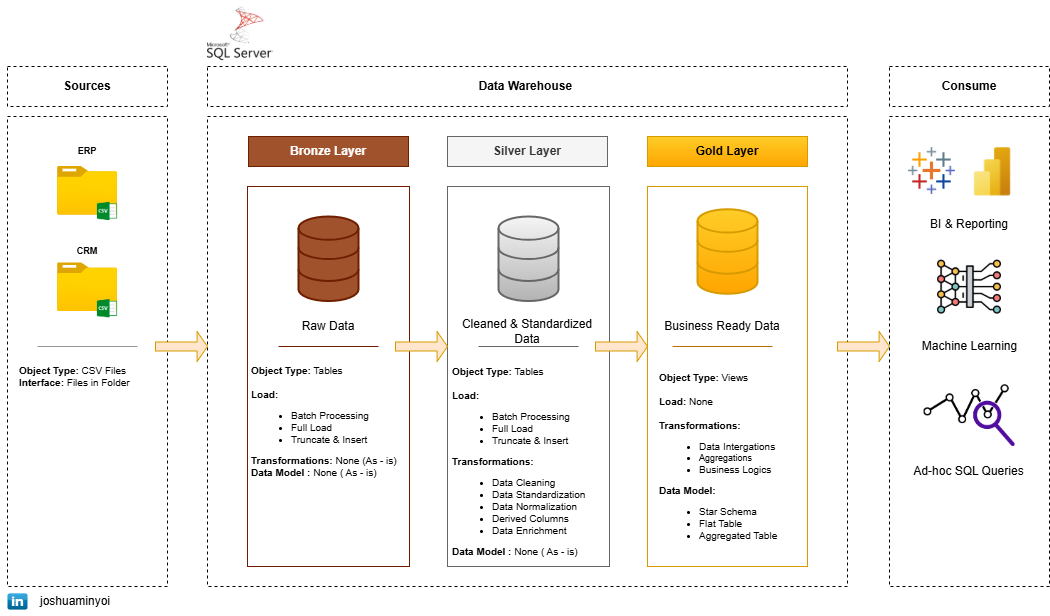 Microsoft
SQL Server
Sources
Data Warehouse
Consume
ERP
CSV
CRM
CSV
Object Type: CSV Files
Interface: Files in Folder
Bronze Layer
Raw Data
Object Type: Tables
Load:
Batch Processing
Full Load
Truncate & Insert
Transformations: None (As - is)
Data Model : None ( As - is)
Silver Layer
Cleaned & Standardized
Data
Object Type: Tables
Load:
Batch Processing
Full Load
Truncate & Insert
Transformations:
Data Cleaning
Data Standardization
Data Normalization
Derived Columns
Data Enrichment
Data Model : None ( As - is)
Gold Layer
Business Ready Data
Object Type: Views
Load: None
Transformations:
Data Intergations
Aggregations
Business Logics
Data Model:
Star Schema
Flat Table
Aggregated Table
BI & Reporting
Machine Learning
Ad-hoc SQL Queries
in joshuaminyoi